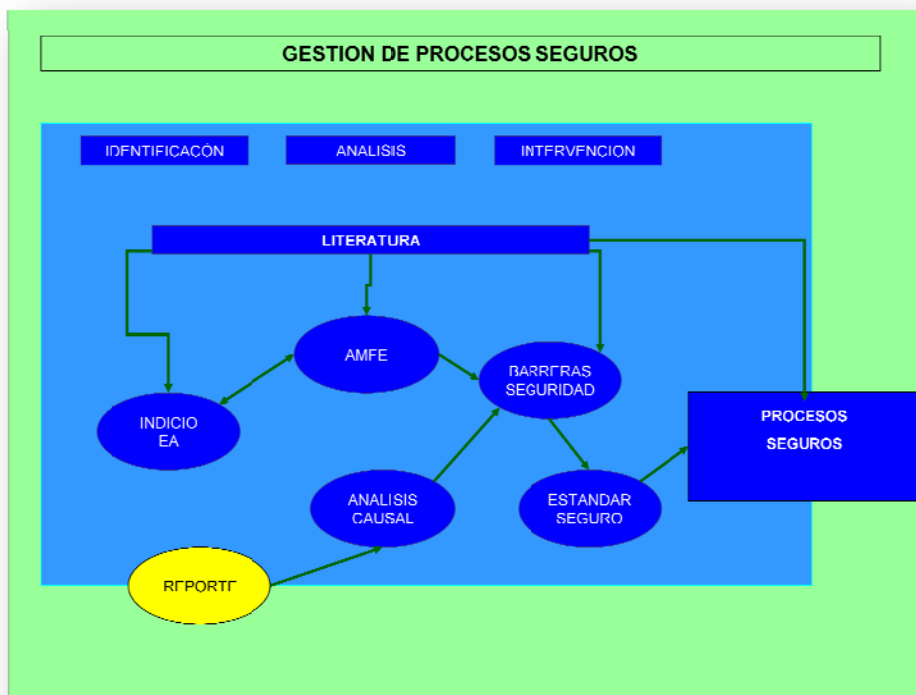 GESTION DE PROCESOS SEGUROS
IDENTIFICACÓN
ANALISIS
INTERVENCION
LITERATURA
AMFE
BARRERAS
SEGURIDAD
INDICIO
EA
PROCESOS
SEGUROS
ANALISIS
CAUSAL
ESTANDAR
SEGURO
REPORTE